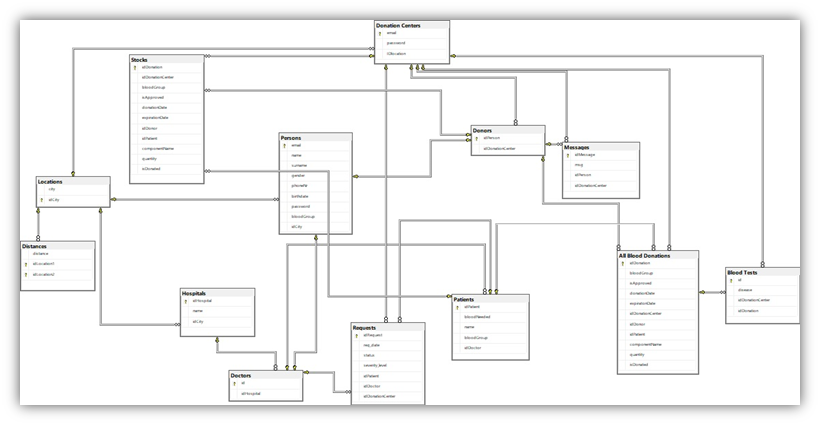 Donation Centers
email
password
idlocation
Stocks
idDonation
idDonationCenter
bloodGroup
isApproved
donationDate
expirationDate
idDonor
idPatient
componentName
quantity
isDonated
Persons
email
name
surname
gender
phoneNr
birthdate
password
bloodGroup
idCity
Donors
idPerson
idDonationCenter
Messages
idMessage
msg
idPerson
idDonationCenter
Locations
city
idCity
Distances
distance
idLocation1
idLocation2
Hospitals
idHospital
name
idCity
Doctors
id
idHospital
Requests
idRequest
req_date
status
severity_level
idPatient
idDoctor
idDonationCenter
Patients
idPatient
bloodNeeded
name
bloodGroup
idDoctor
All Blood Donations
idDonation
bloodGroup
isApproved
donationDate
expirationDate
idDonationCenter
idDonor
idPatient
componentName
quantity
isDonated
Blood Tests
id
disease
idDonationCenter
idDonation